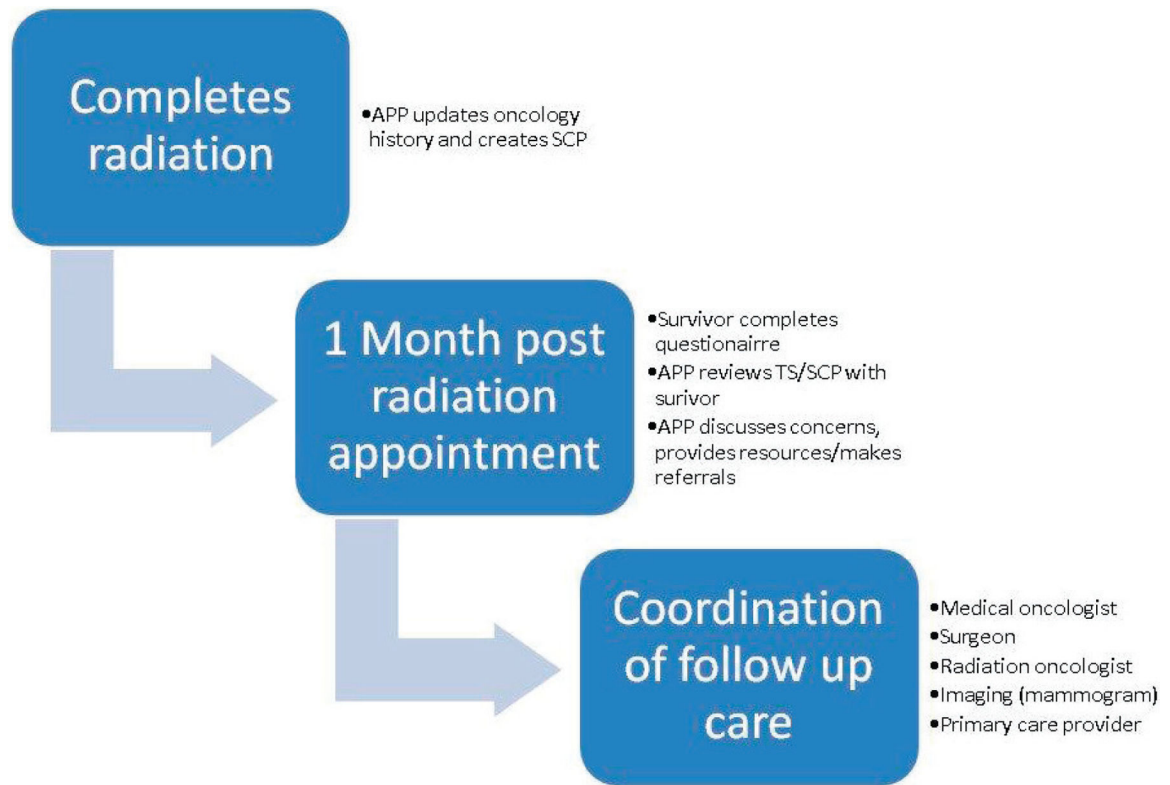 Completes
radiation
•APP updates oncology
history and creates SCP
1 Month post
radiation
appointment
•Survivor completes
questionairre
•APP reviews TS/SCP with
surivor
•APP discusses concerns,
provides resources/makes
referrals
Coordination
of follow up
care
•Medical oncologist
•Surgeon
•Radiation oncologist
•Imaging (mammogram)
•Primary care provider